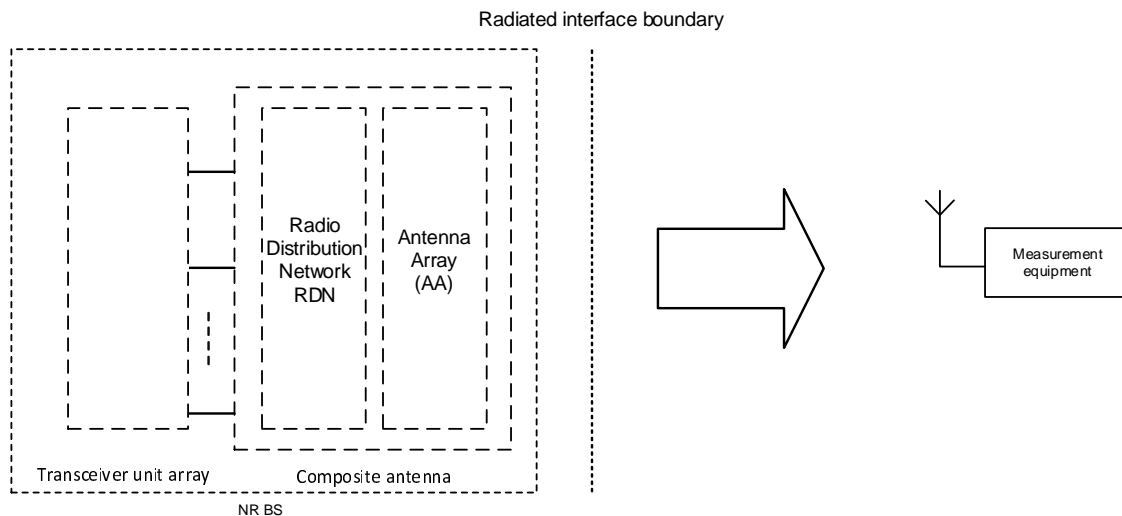 Radiated interface boundary
Radio
Distribution
Network
RDN
Antenna
Array
(AA)
Measurement
equipment
Transceiver unit array
Composite antenna
NR BS